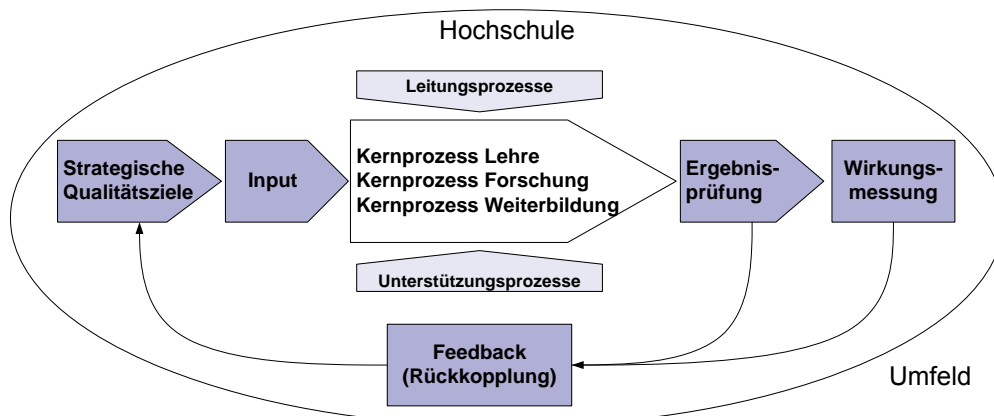 Hochschule
Leitungsprozesse
Strategische
Qualitätsziele
Input
Kernprozess Lehre
Kernprozess Forschung
Kernprozess Weiterbildung
Ergebnis-
prüfung
Wirkungs-
messung
Unterstützungsprozesse
Feedback
(Rückkopplung)
Umfeld